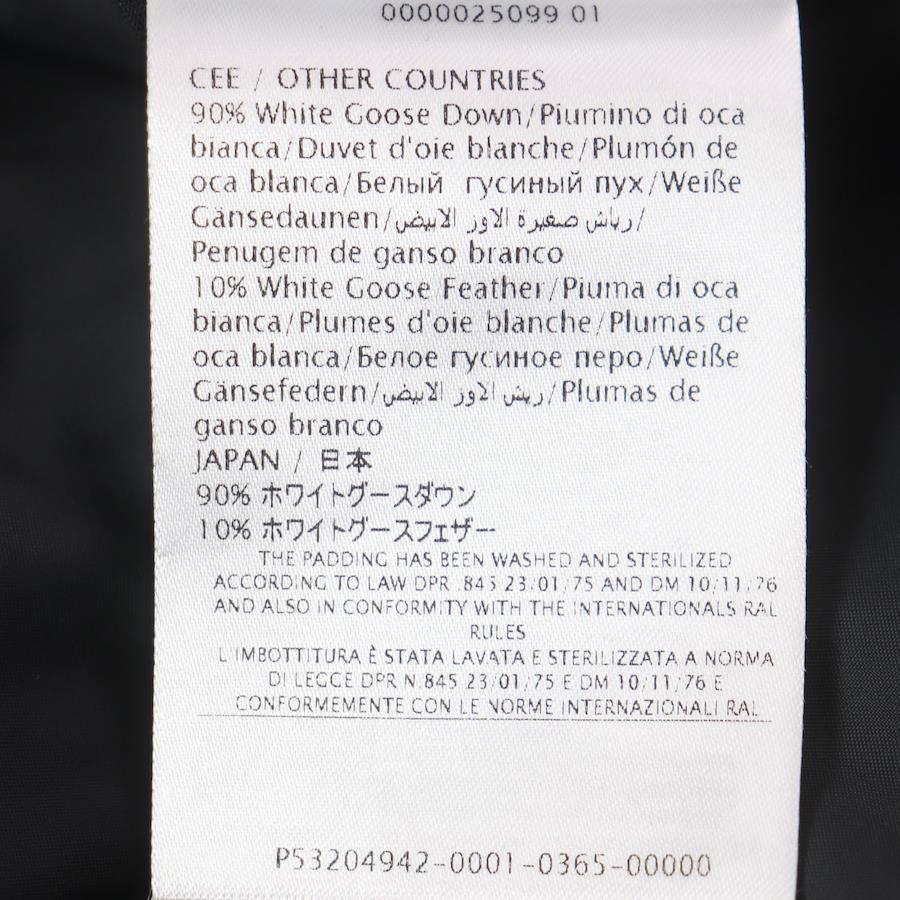 0000025099 01
CEE / OTHER COUNTRIES
90% White Goose Down/Piumino di oca
bianca/Duvet d'oie blanche/Plumón de
oca blanca/Белый гусиный пух/Weiße
Gänsedaunen/رياش صغيرة الاوز الابيض/
Penugem de ganso branco
10% White Goose Feather/Piuma di oca
bianca/Plumes d'oie blanche/Plumas de
oca blanca/Белое гусиное перо/Weiße
Gänsefedern/ريش الاوز الابيض/Plumas de
ganso branco
JAPAN / 日本
90% ホワイトグースダウン
10% ホワイトグースフェザー
THE PADDING HAS BEEN WASHED AND STERILIZED
ACCORDING TO LAW DPR .845 23/01/75 AND DM 10/11/76
AND ALSO IN CONFORMITY WITH THE INTERNATIONALS RAL
RULES
L'IMBOTTITURA È STATA LAVATA E STERILIZZATA A NORMA
DI LEGGE DPR N.845 23/01/75 E DM 10/11/76 E
CONFORMEMENTE CON LE NORME INTERNAZIONALI RAL
P53204942-0001-0365-00000